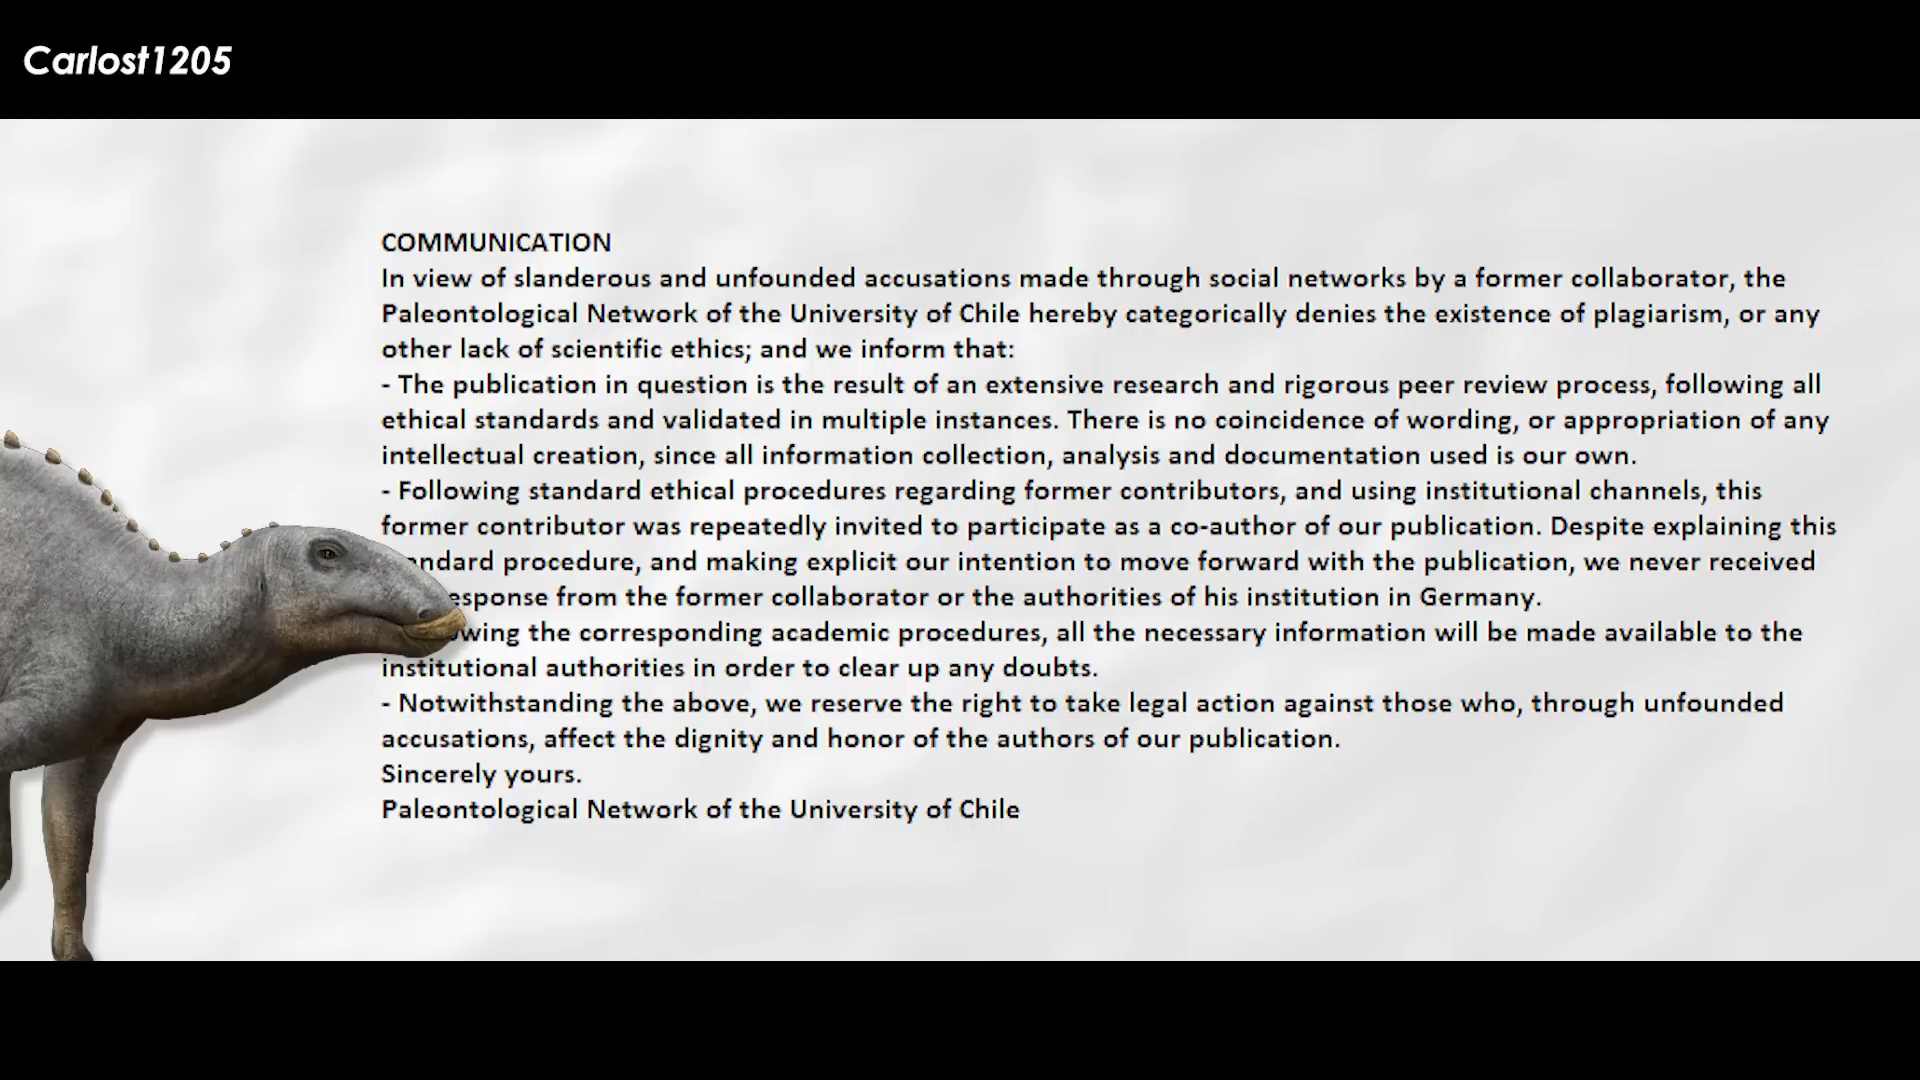 Carlost1205
COMMUNICATION
In view of slanderous and unfounded accusations made through social networks by a former collaborator, the
Paleontological Network of the University of Chile hereby categorically denies the existence of plagiarism, or any
other lack of scientific ethics; and we inform that:
- The publication in question is the result of an extensive research and rigorous peer review process, following all
ethical standards and validated in multiple instances. There is no coincidence of wording, or appropriation of any
intellectual creation, since all information collection, analysis and documentation used is our own.
- Following standard ethical procedures regarding former contributors, and using institutional channels, this
former contributor was repeatedly invited to participate as a co-author of our publication. Despite explaining this
procedure, and making explicit our intention to move forward with the publication, we never received
from the former collaborator or the authorities of his institution in Germany.
the corresponding academic procedures, all the necessary information will be made available to the
institutional authorities in order to clear up any doubts.
- Notwithstanding the above, we reserve the right to take legal action against those who, through unfounded
accusations, affect the dignity and honor of the authors of our publication.
Sincerely yours.
Paleontological Network of the University of Chile